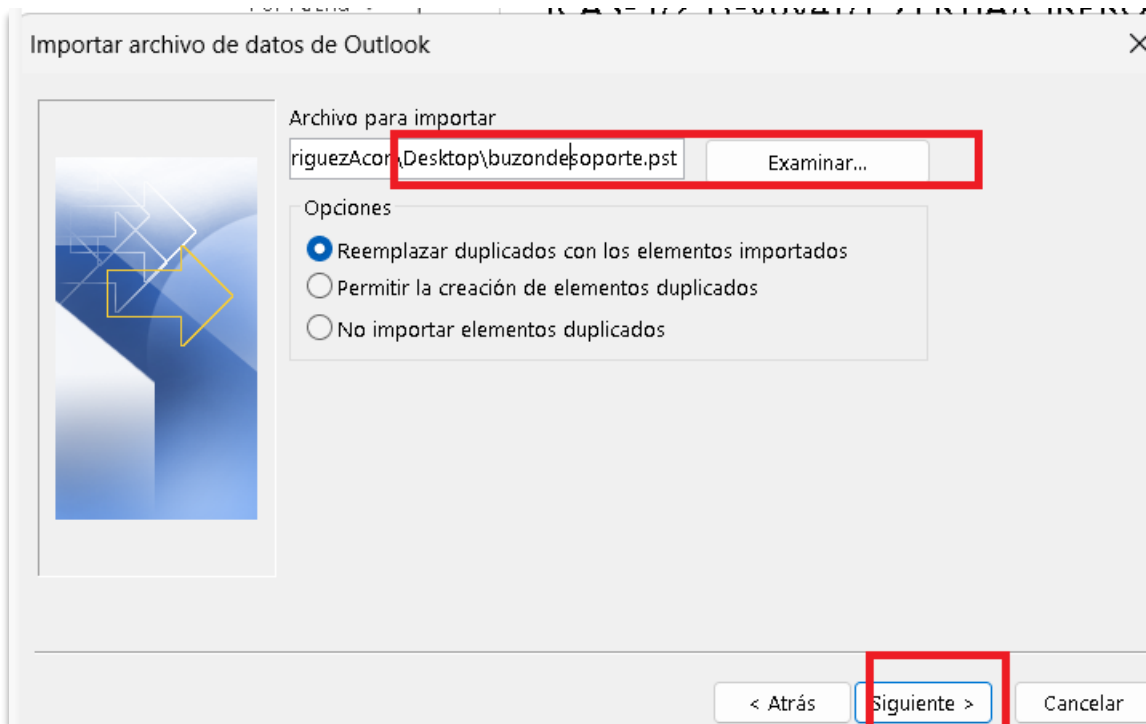 Importar archivo de datos de Outlook
Archivo para importar
riguezAcor\Desktop\buzondesoporte.pst
Examinar...
Opciones
Reemplazar duplicados con los elementos importados
Permitir la creación de elementos duplicados
No importar elementos duplicados
< Atrás
Siguiente >
Cancelar